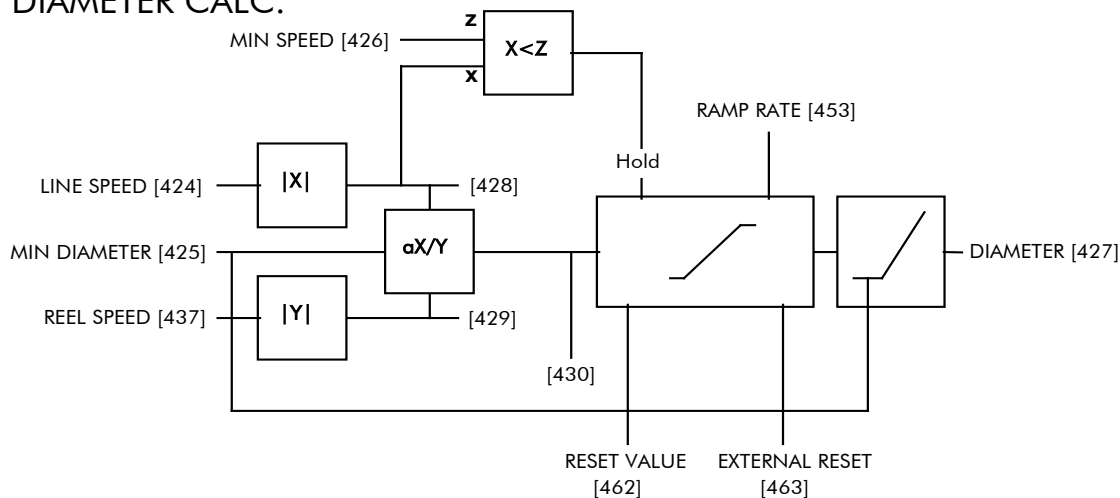 DIAMETER CALC.
MIN SPEED [426]
z
X<Z
x
RAMP RATE [453]
Hold
LINE SPEED [424]
|X|
[428]
MIN DIAMETER [425]
aX/Y
DIAMETER [427]
REEL SPEED [437]
|Y|
[429]
[430]
RESET VALUE
[462]
EXTERNAL RESET
[463]